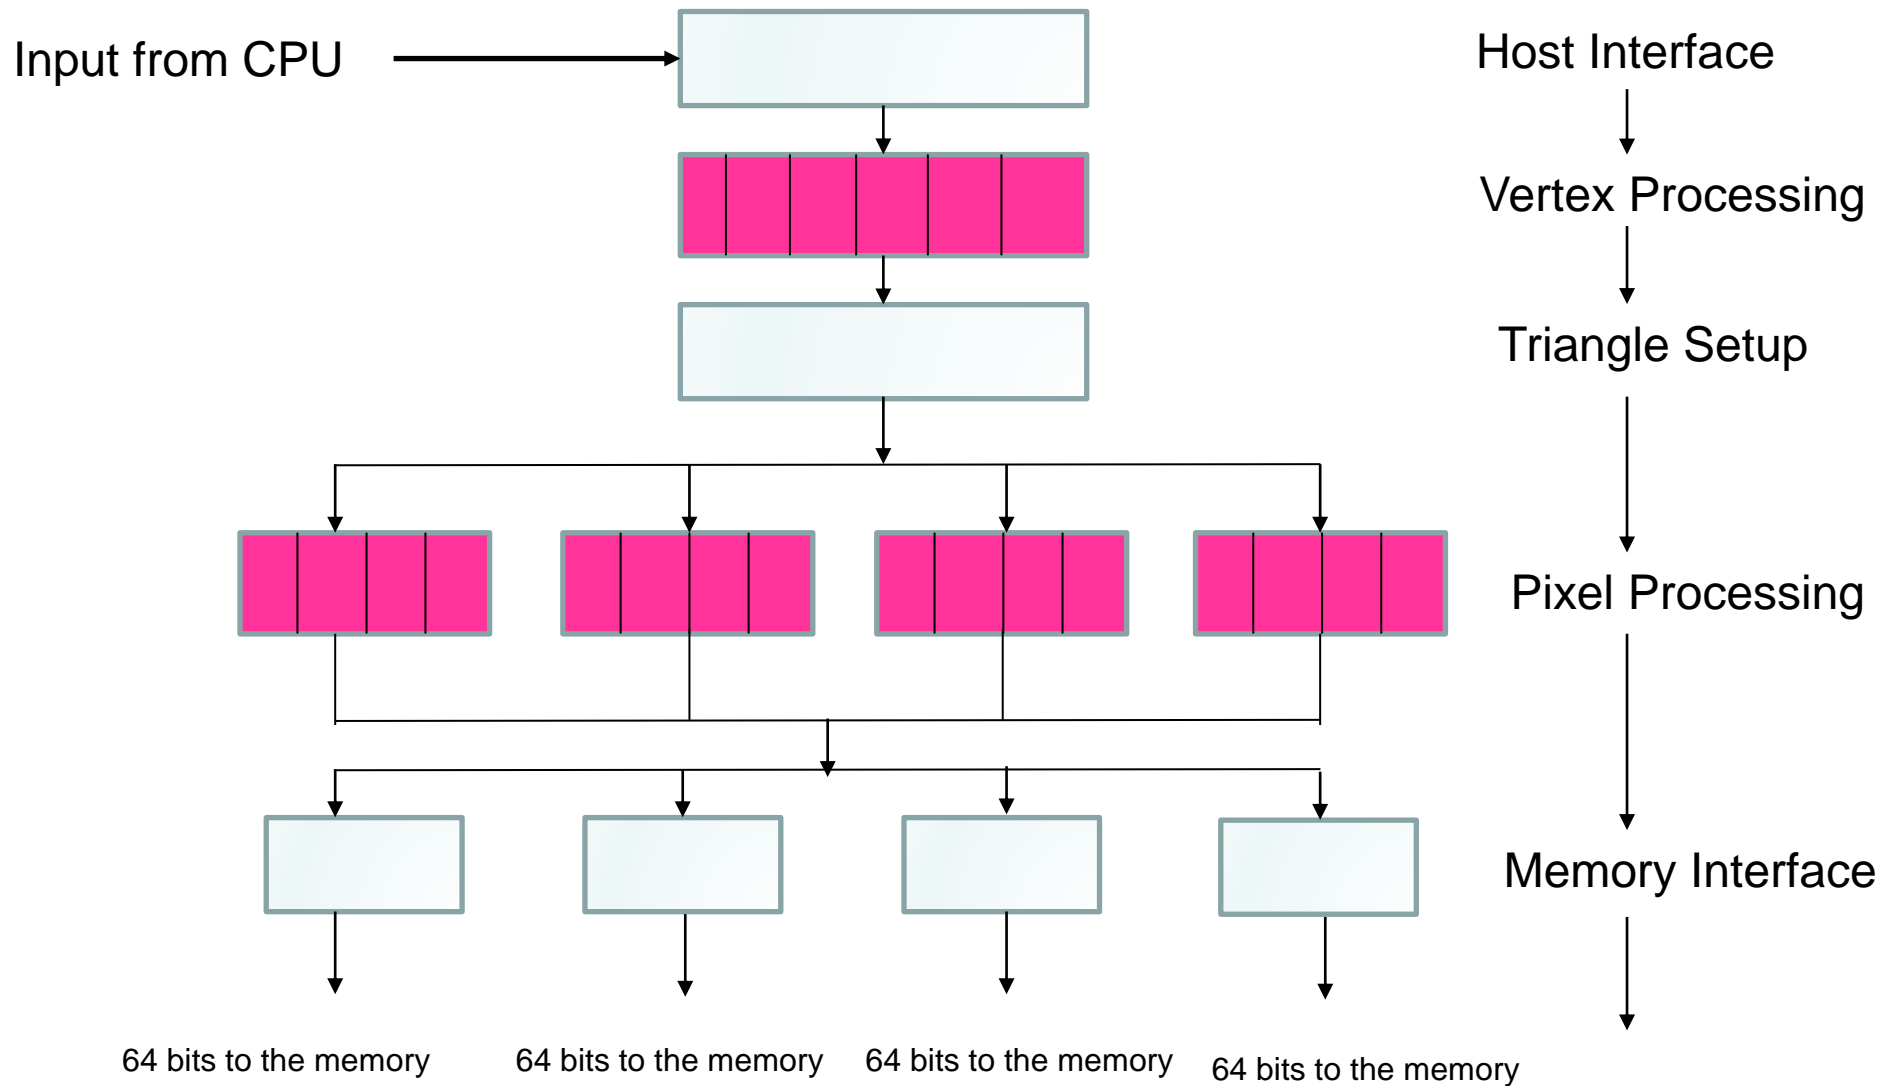 Input from CPU
Host Interface
Vertex Processing
Triangle Setup
Pixel Processing
Memory Interface
64 bits to the memory
64 bits to the memory
64 bits to the memory
64 bits to the memory